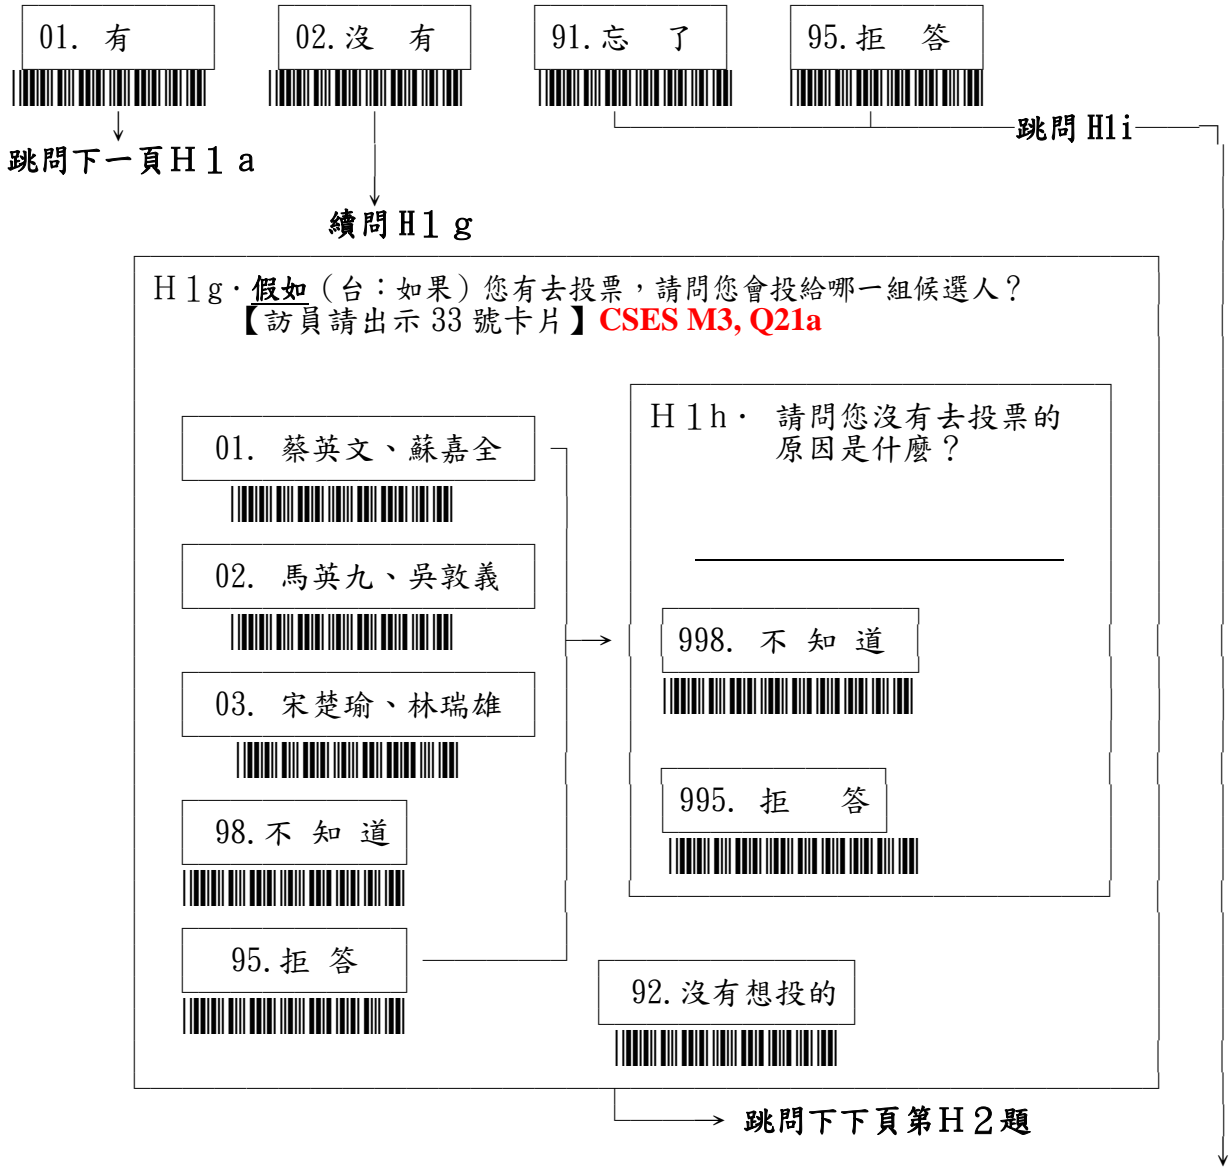 01. 有
02.沒 有
91.忘 了
95.拒 答
跳問 H1i
跳問下一頁H１a
續問H１g
H１g．假如（台：如果）您有去投票，請問您會投給哪一組候選人？
【訪員請出示 33 號卡片】CSES M3, Q21a
01. 蔡英文、蘇嘉全
02. 馬英九、吳敦義
03. 宋楚瑜、林瑞雄
98.不 知 道
95.拒 答
H１h． 請問您沒有去投票的
原因是什麼？
998. 不 知 道
995. 拒 答
92.沒有想投的
跳問下下頁第H２題